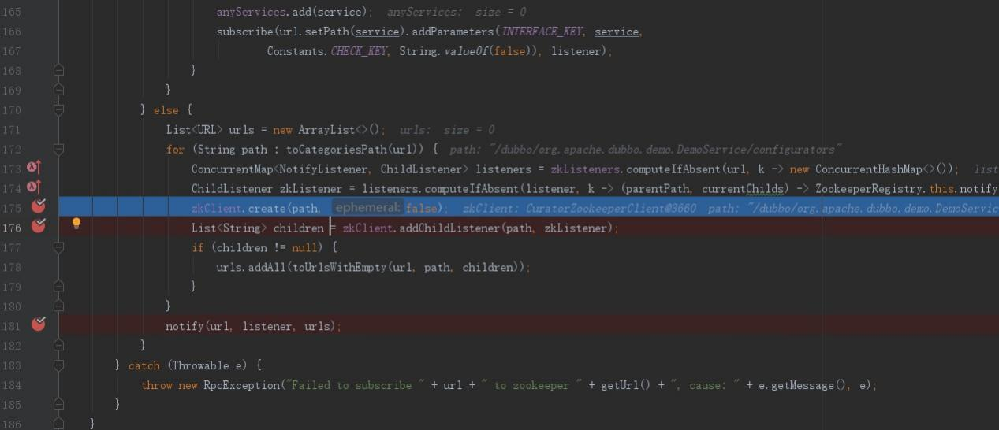 165 anyServices.add(service); anyServices: size = 0
166 subscribe(url.setPath(service).addParameters(INTERFACE_KEY, service,
167 Constants.CHECK_KEY, String.valueOf(false)), listener);
168 }
169 }
170 } else {
171 List<URL> urls = new ArrayList<>(); urls: size = 0
172 for (String path : toCategoriesPath(url)) { path: "/dubbo/org.apache.dubbo.demo.DemoService/configurators"
173 ConcurrentMap<NotifyListener, ChildListener> listeners = zkListeners.computeIfAbsent(url, k -> new ConcurrentHashMap<>()); list
174 ChildListener zkListener = listeners.computeIfAbsent(listener, k -> (parentPath, currentChilds) -> ZookeeperRegistry.this.notify
175 zkClient.create(path, ephemeral: false); zkClient: CuratorZookeeperClient@3660 path: "/dubbo/org.apache.dubbo.demo.DemoServic
176 List<String> children = zkClient.addChildListener(path, zkListener);
177 if (children != null) {
178 urls.addAll(toUrlsWithEmpty(url, path, children));
179 }
180 }
181 notify(url, listener, urls);
182 }
183 } catch (Throwable e) {
184 throw new RpcException("Failed to subscribe " + url + " to zookeeper " + getUrl() + ", cause: " + e.getMessage(), e);
185 }
186 }